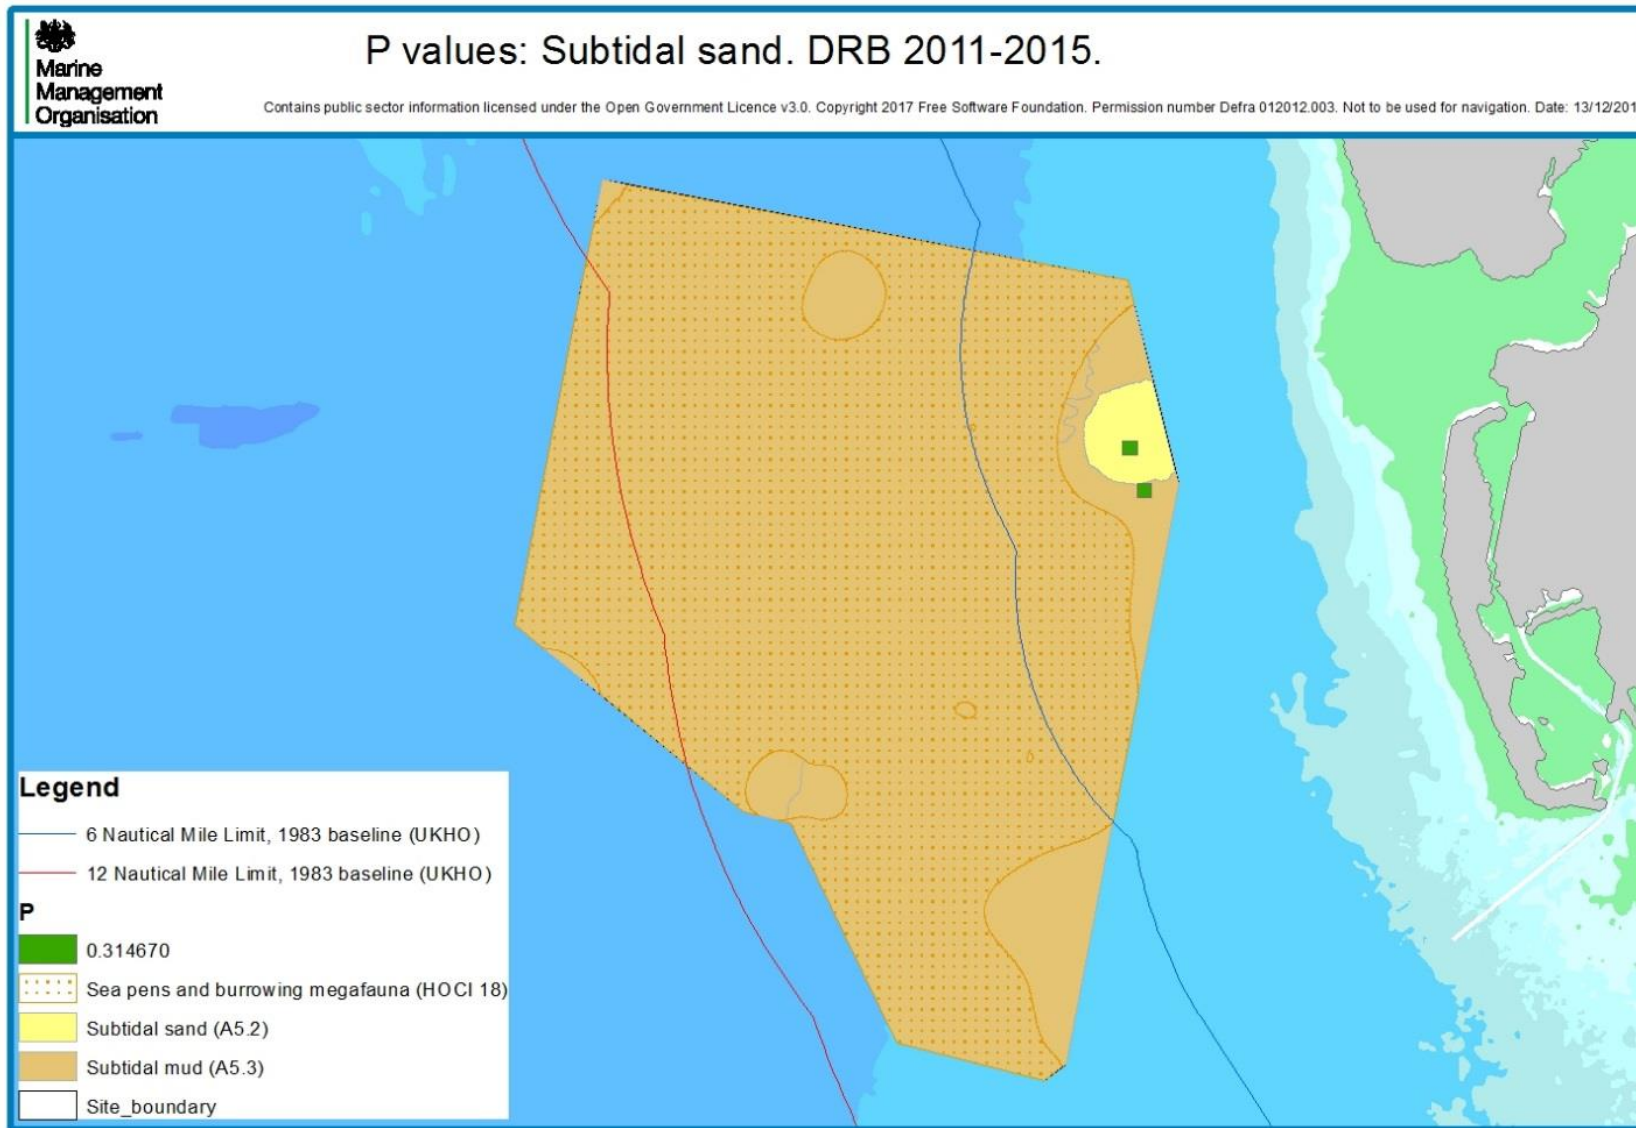 Marine
Management
Organisation
P values: Subtidal sand. DRB 2011-2015.
Contains public sector information licensed under the Open Government Licence v3.0. Copyright 2017 Free Software Foundation. Permission number Defra 012012.003. Not to be used for navigation. Date: 13/12/201
Legend
6 Nautical Mile Limit, 1983 baseline (UKHO)
12 Nautical Mile Limit, 1983 baseline (UKHO)
P
0.314670
Sea pens and burrowing megafauna (HOCI 18)
Subtidal sand (A5.2)
Subtidal mud (A5.3)
Site_boundary